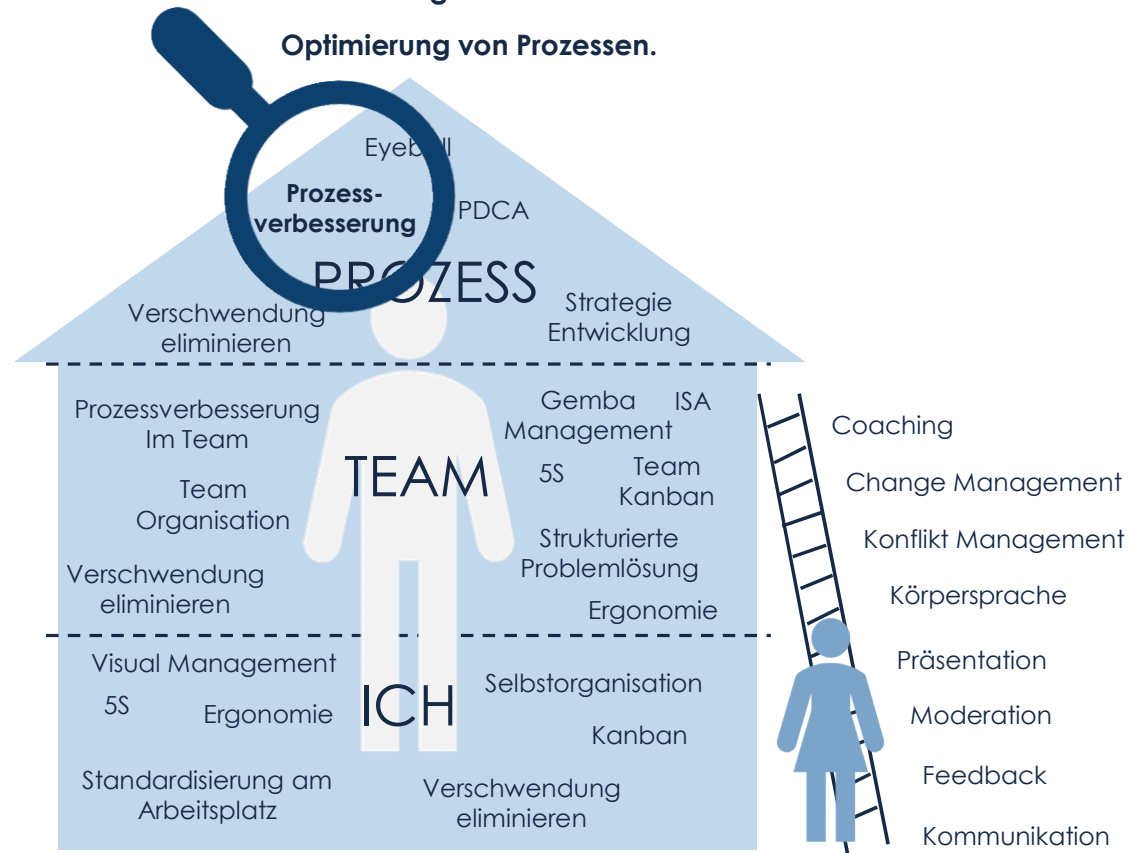 Optimierung von Prozessen.
Eyeball
Prozess-
verbesserung
PDCA
PROZESS
Verschwendung
eliminieren
Strategie
Entwicklung
Prozessverbesserung
Im Team
Gemba
Management
ISA
TEAM
5S
Team
Kanban
Team
Organisation
Strukturierte
Problemlösung
Verschwendung
eliminieren
Ergonomie
Visual Management
5S
Ergonomie
ICH
Selbstorganisation
Kanban
Standardisierung am
Arbeitsplatz
Verschwendung
eliminieren
Coaching
Change Management
Konflikt Management
Körpersprache
Präsentation
Moderation
Feedback
Kommunikation